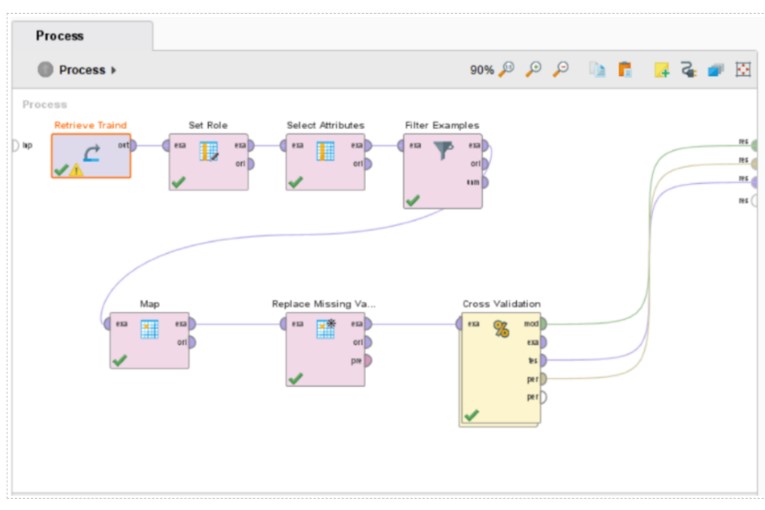 Process
Process
90%
Process
Retrieve Traind
Set Role
Select Attributes
Filter Examples
inp
out
exa
exa
ori
exa
exa
ori
exa
exa
ori
unm
res
res
res
res
Map
Replace Missing Va...
Cross Validation
exa
exa
ori
exa
exa
ori
pre
exa
mod
exa
tes
per
per